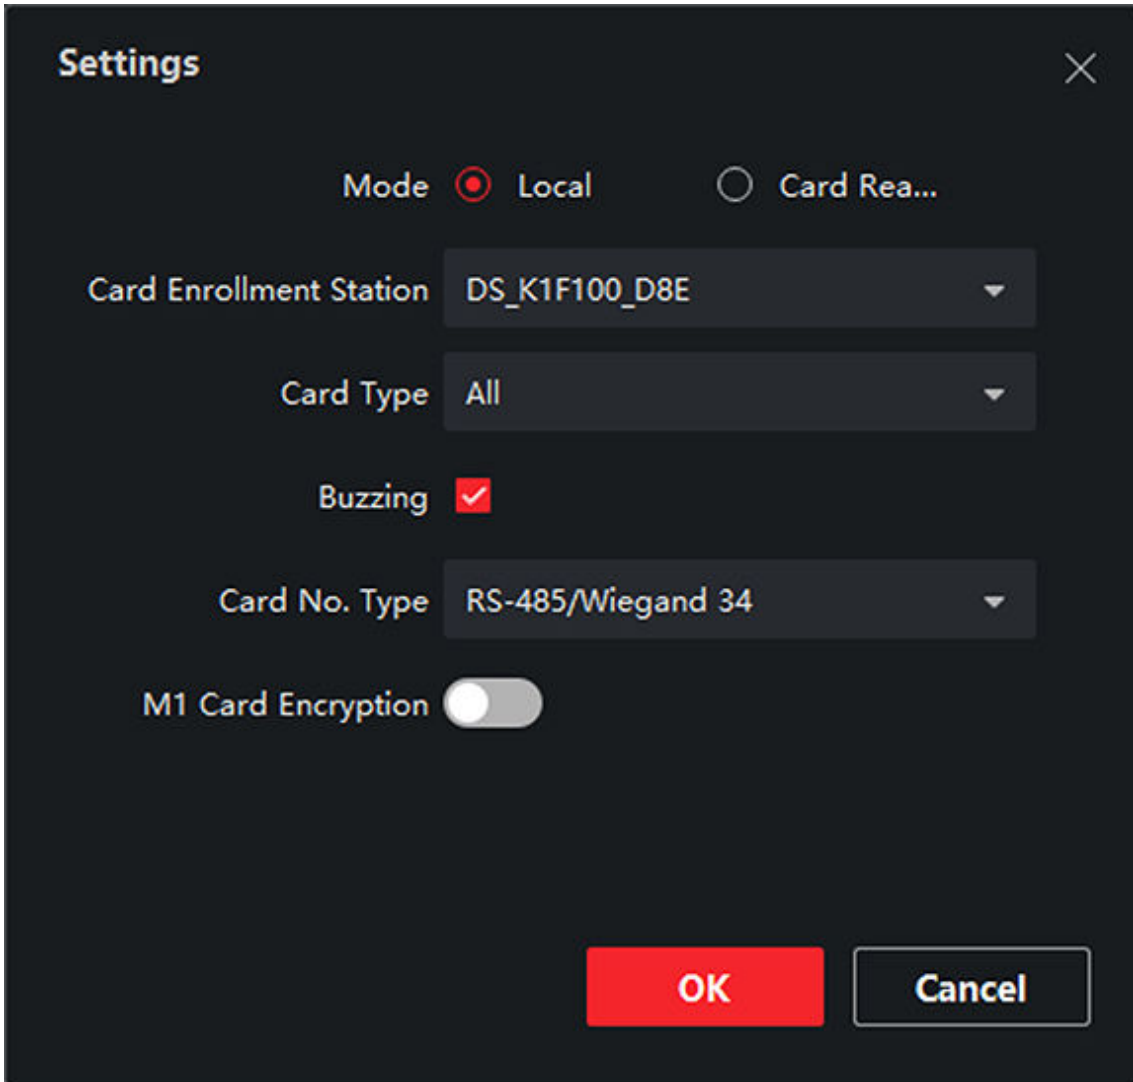 Settings
Mode Local Card Rea...
Card Enrollment Station DS_K1F100_D8E
Card Type All
Buzzing
Card No. Type RS-485/Wiegand 34
M1 Card Encryption
OK Cancel